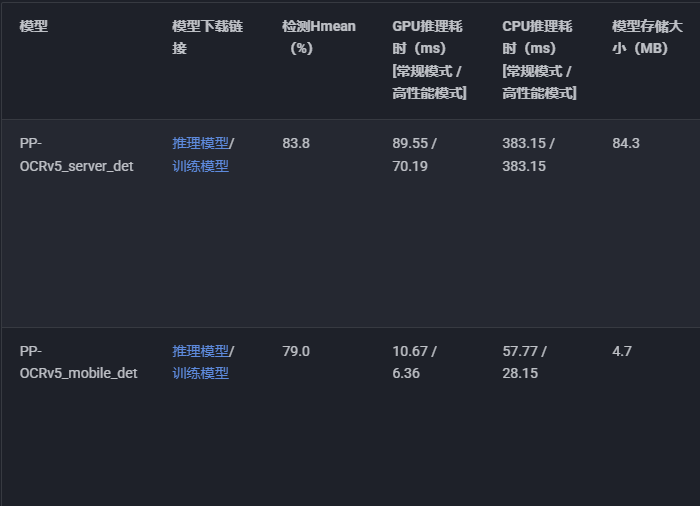 模型
模型下载链
接
检测Hmean
（%）
GPU推理耗
时（ms）
[常规模式 /
高性能模式]
CPU推理耗
时（ms）
[常规模式 /
高性能模式]
模型存储大
小（MB）
PP-
OCRv5_server_det
推理模型/
训练模型
83.8
89.55 /
70.19
383.15 /
383.15
84.3
PP-
OCRv5_mobile_det
推理模型/
训练模型
79.0
10.67 /
6.36
57.77 /
28.15
4.7